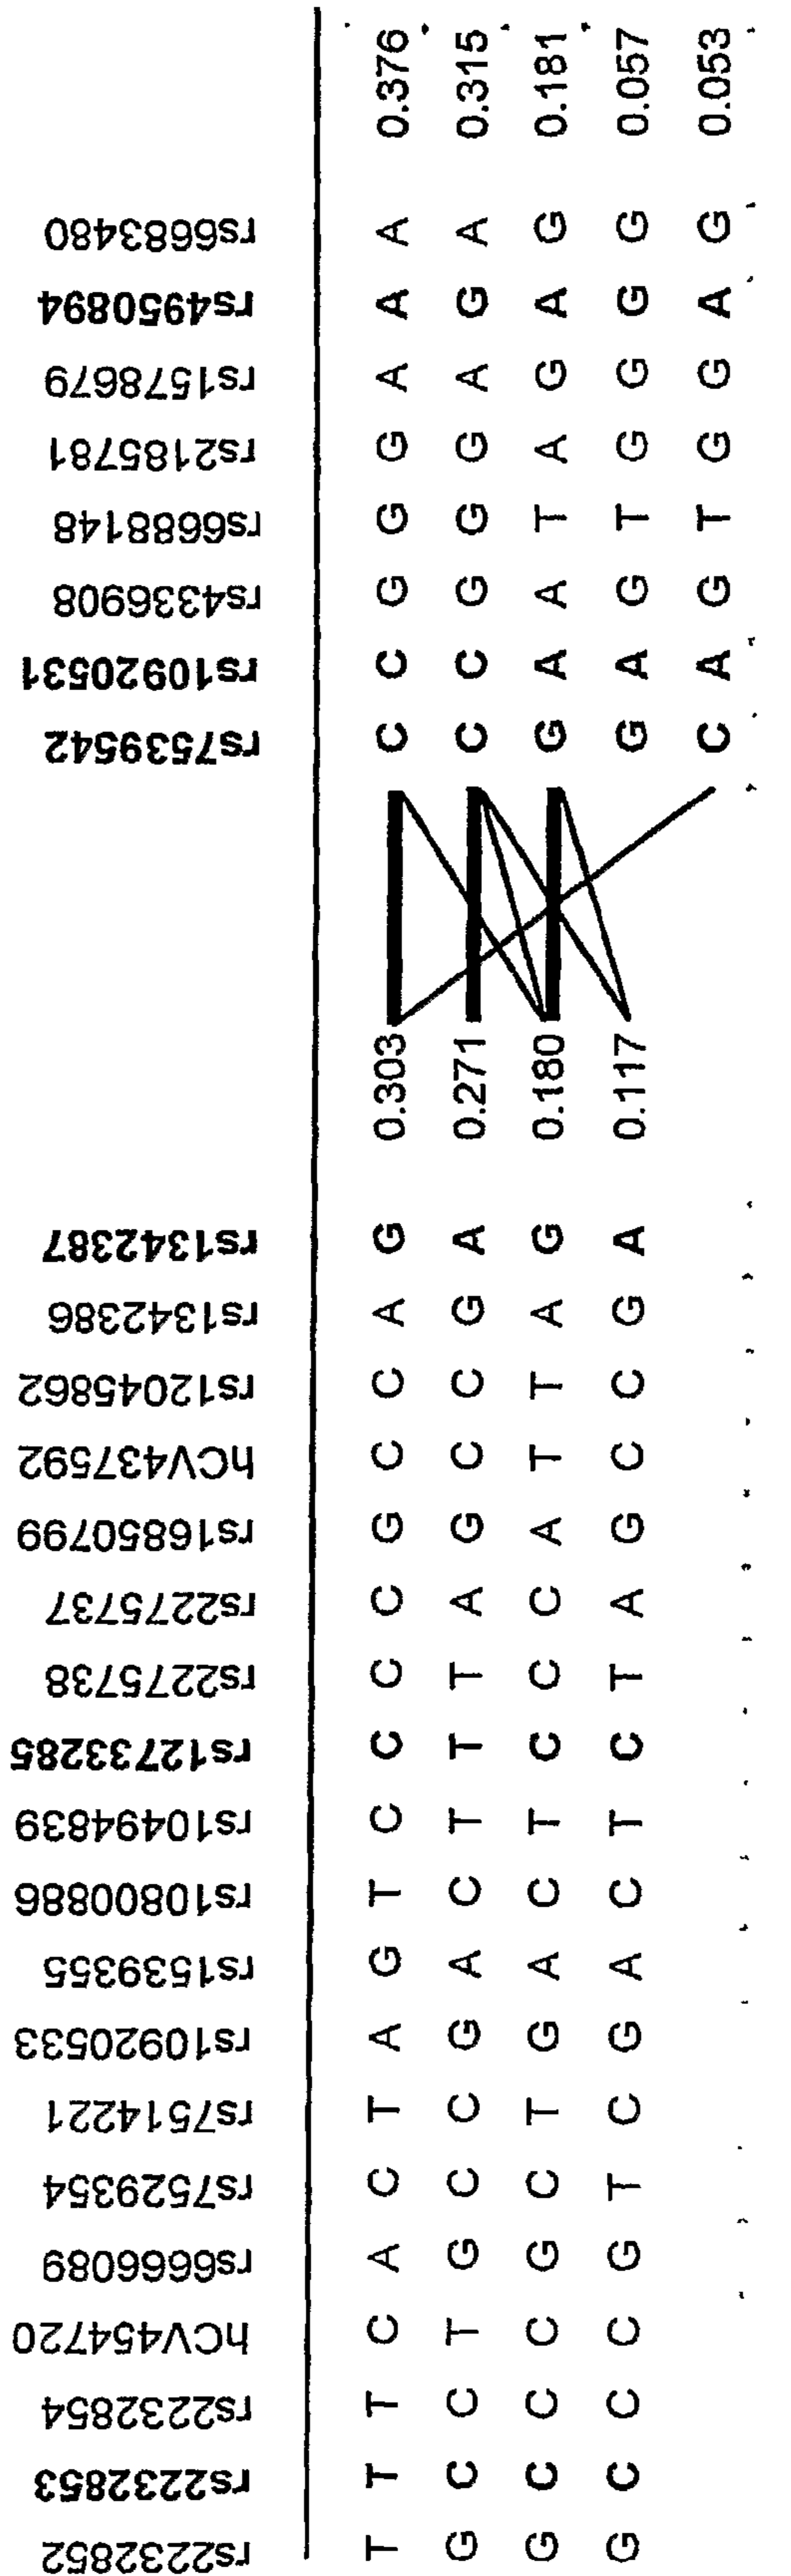 rs2232852
rs2232853
rs2232854
hCV454720
rs6666089
rs7529354
rs7514221
rs10920533
rs1539355
rs10800886
rs10494839
rs12733285
rs2275738
rs2275737
rs16850799
hCV437592
rs12045862
rs1342386
rs1342387
rs7539542
rs10920531
rs4336908
rs6688148
rs2185781
rs1578679
rs4950894
rs6683480
T T T C A C T A G T C C C C G C C A G 0.303 C C G G G A A A 0.376
G C C T G C C G A C T T T A G C C G A 0.271 C C G G G A G A 0.315
G C C C G C T G A C T C C C A T T A G 0.180 G A A T A G A G 0.181
G C C C G T C G A C T C T A G C C G A 0.117 G A G T G G G G 0.057
C A G T G G A G 0.053